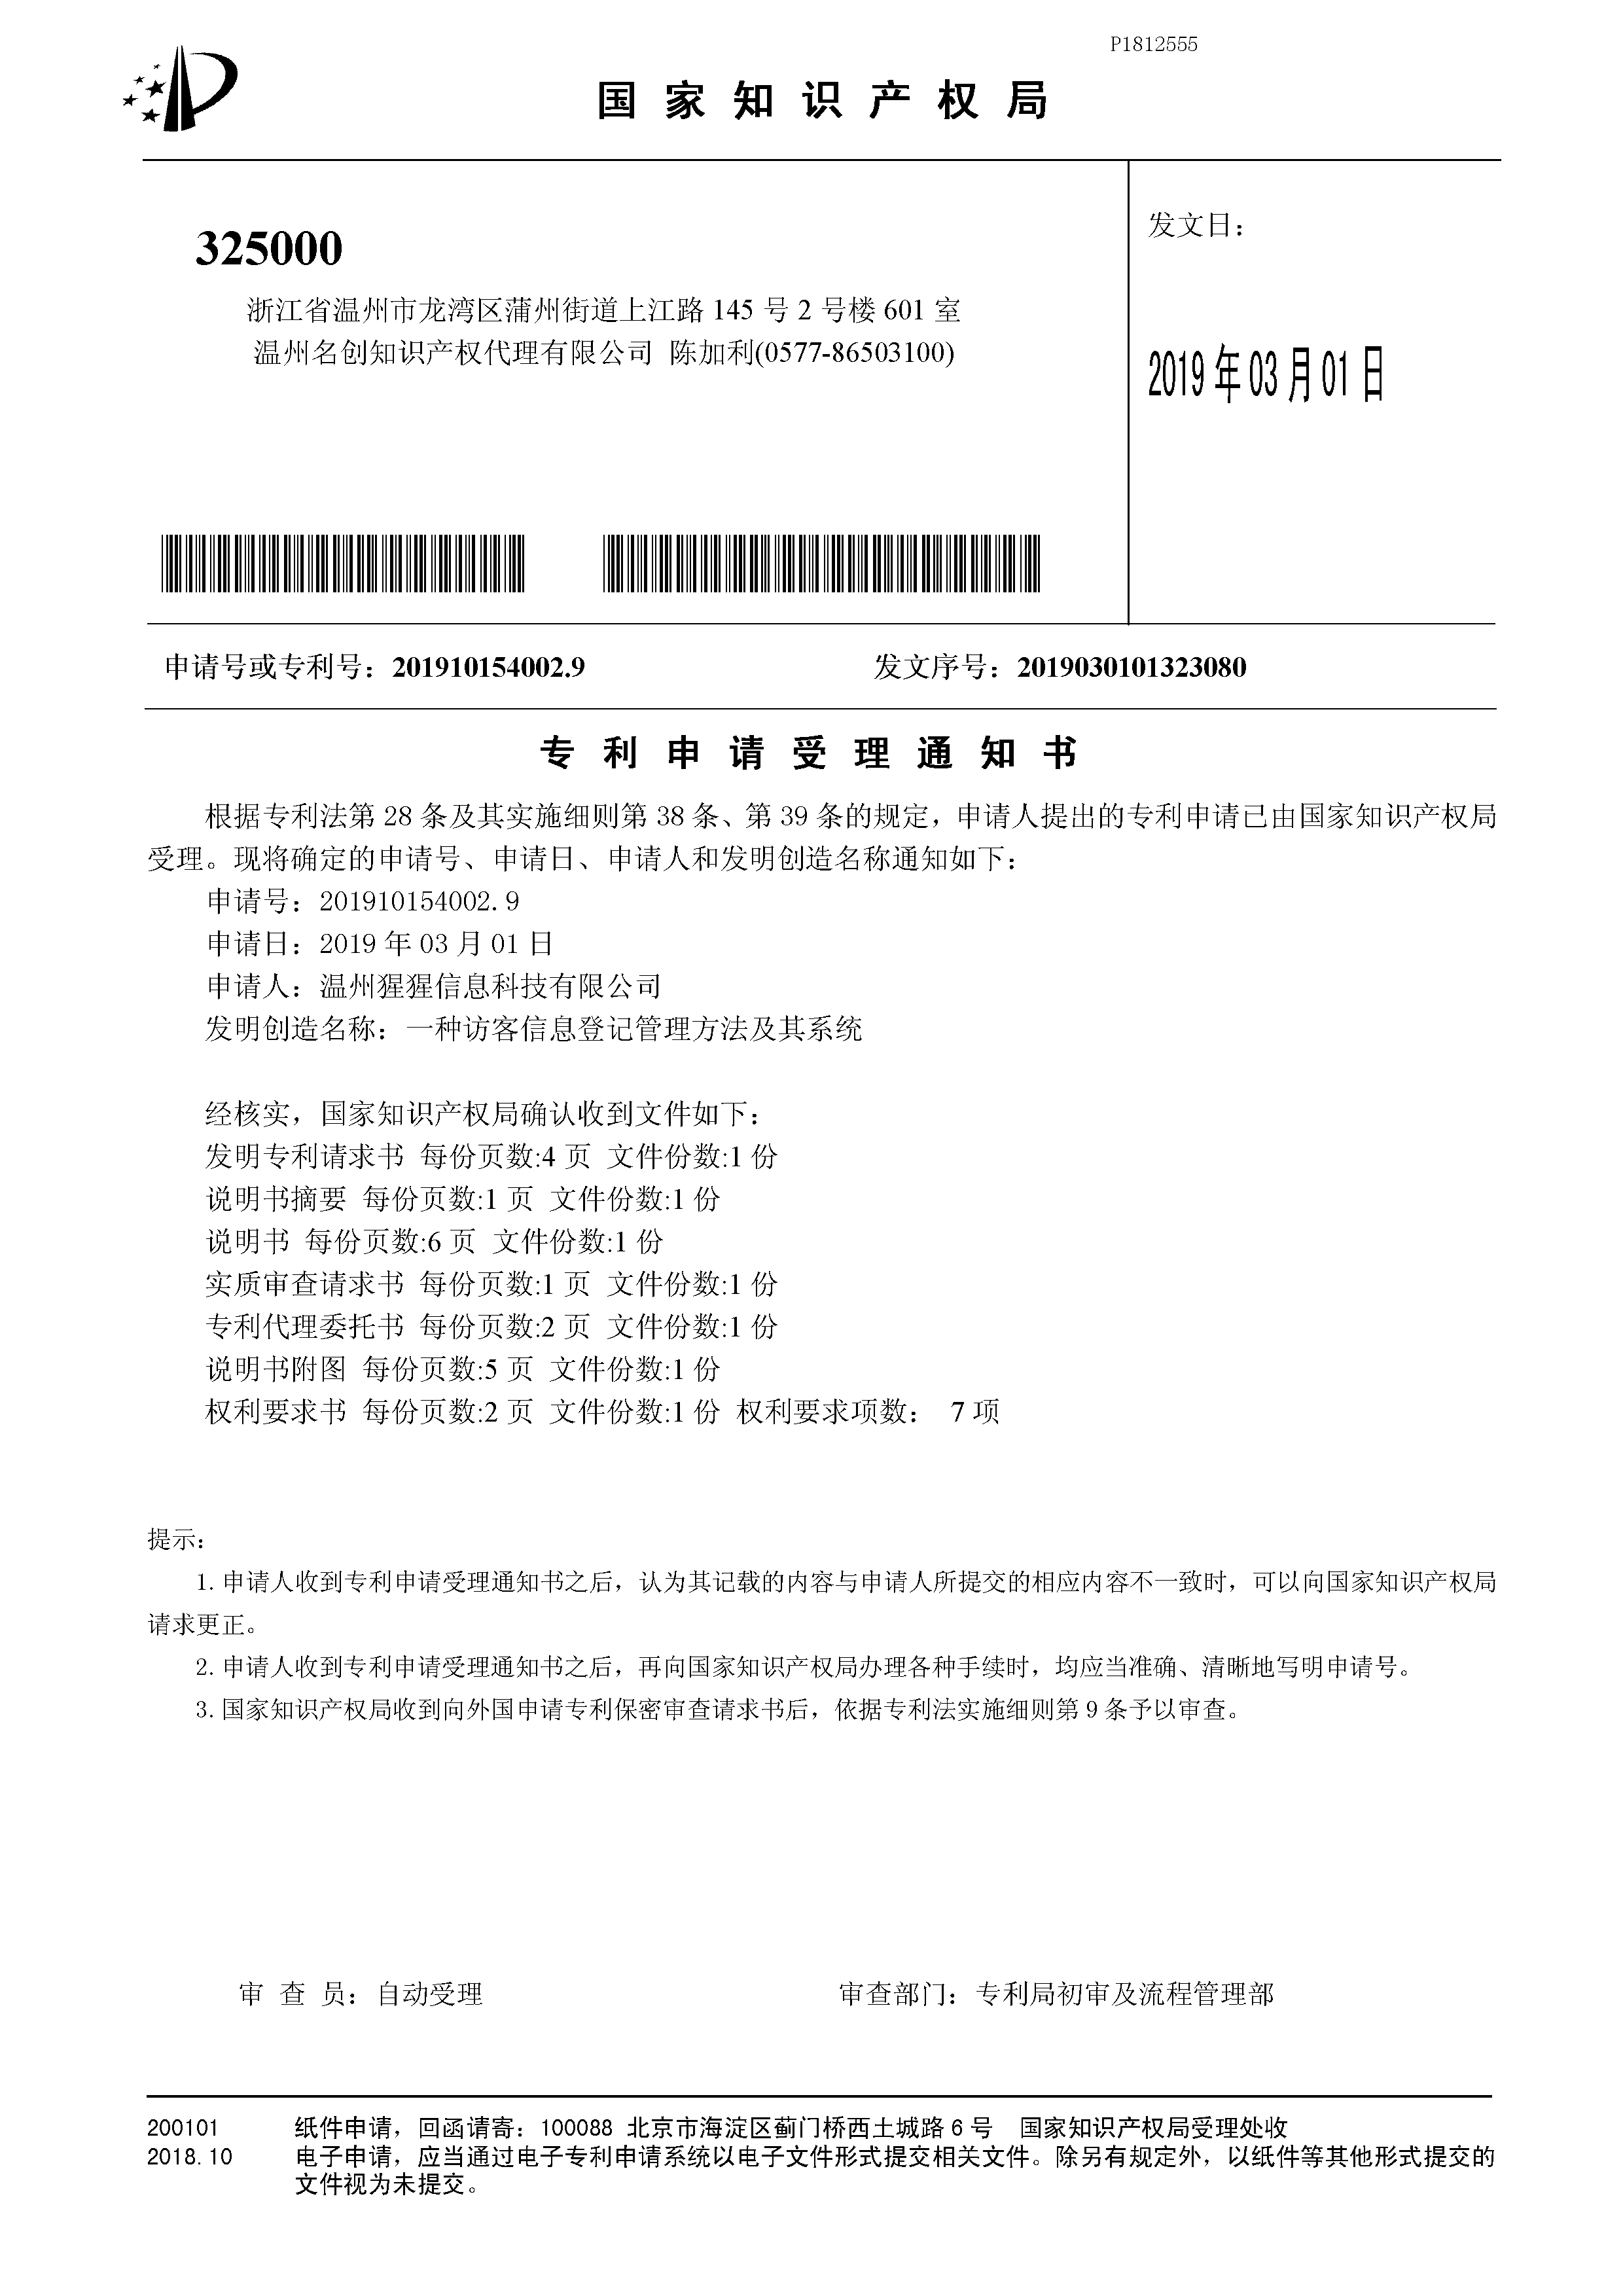 P1812555
国家知识产权局
325000
浙江省温州市龙湾区蒲州街道上江路 145 号 2 号楼 601 室
温州名创知识产权代理有限公司 陈加利(0577-86503100)
发文日：
2019 年 03 月 01 日
申请号或专利号：201910154002.9
发文序号：2019030101323080
专利申请受理通知书
根据专利法第 28 条及其实施细则第 38 条、第 39 条的规定，申请人提出的专利申请已由国家知识产权局
受理。现将确定的申请号、申请日、申请人和发明创造名称通知如下：
申请号：201910154002.9
申请日：2019 年 03 月 01 日
申请人：温州猩猩信息科技有限公司
发明创造名称：一种访客信息登记管理方法及其系统
经核实，国家知识产权局确认收到文件如下：
发明专利请求书 每份页数:4 页 文件份数:1 份
说明书摘要 每份页数:1 页 文件份数:1 份
说明书 每份页数:6 页 文件份数:1 份
实质审查请求书 每份页数:1 页 文件份数:1 份
专利代理委托书 每份页数:2 页 文件份数:1 份
说明书附图 每份页数:5 页 文件份数:1 份
权利要求书 每份页数:2 页 文件份数:1 份 权利要求项数： 7 项
提示：
1.申请人收到专利申请受理通知书之后，认为其记载的内容与申请人所提交的相应内容不一致时，可以向国家知识产权局
请求更正。
2.申请人收到专利申请受理通知书之后，再向国家知识产权局办理各种手续时，均应当准确、清晰地写明申请号。
3.国家知识产权局收到向外国申请专利保密审查请求书后，依据专利法实施细则第 9 条予以审查。
审 查 员：自动受理
审查部门：专利局初审及流程管理部
200101 纸件申请，回函请寄：100088 北京市海淀区蓟门桥西土城路 6 号 国家知识产权局受理处收
2018.10 电子申请，应当通过电子专利申请系统以电子文件形式提交相关文件。除另有规定外，以纸件等其他形式提交的
文件视为未提交。